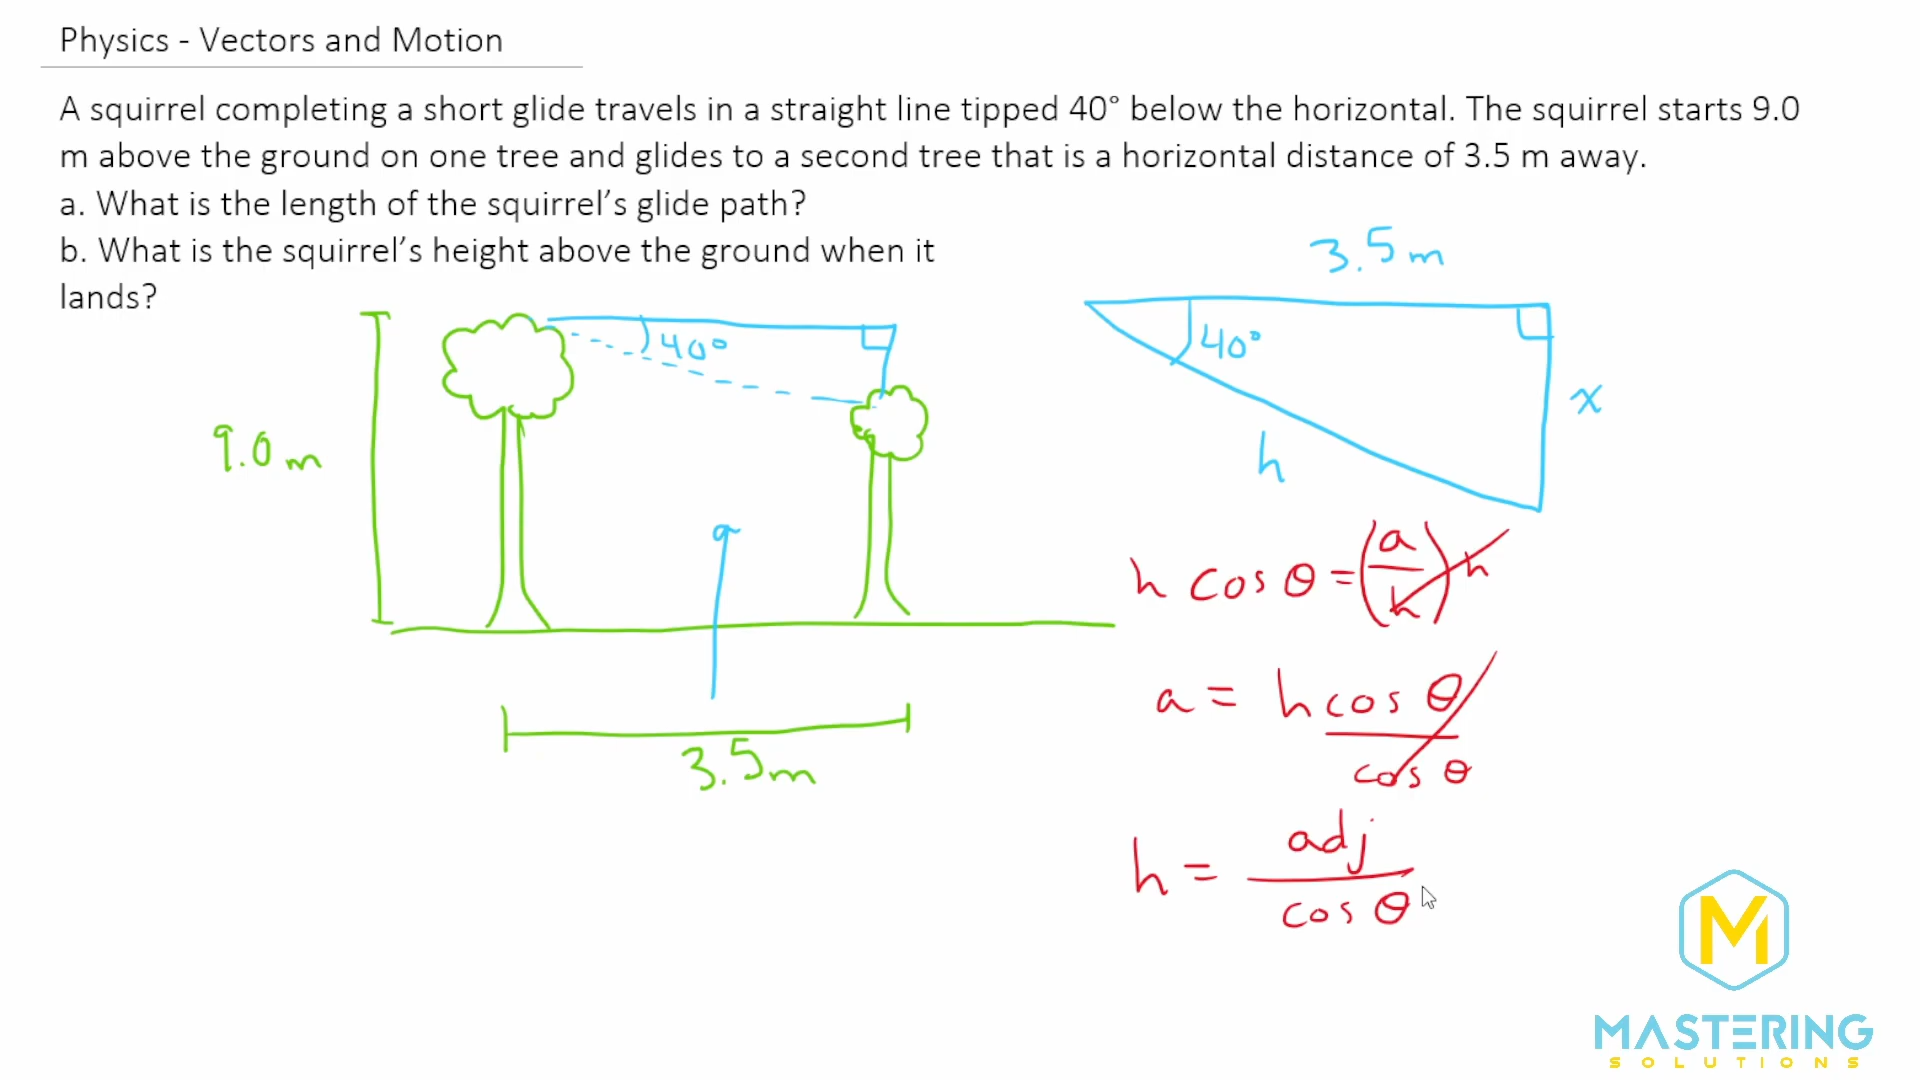 Physics - Vectors and Motion
A squirrel completing a short glide travels in a straight line tipped 40° below the horizontal. The squirrel starts 9.0
m above the ground on one tree and glides to a second tree that is a horizontal distance of 3.5 m away.
a. What is the length of the squirrel’s glide path?
b. What is the squirrel’s height above the ground when it
lands?
3.5 m
40°
x
h
40°
9.0 m
3.5m
h cos θ = (a/h) h
a = h cos θ
cos θ
h = adj
cos θ
M
MASTERING
SOLUTIONS